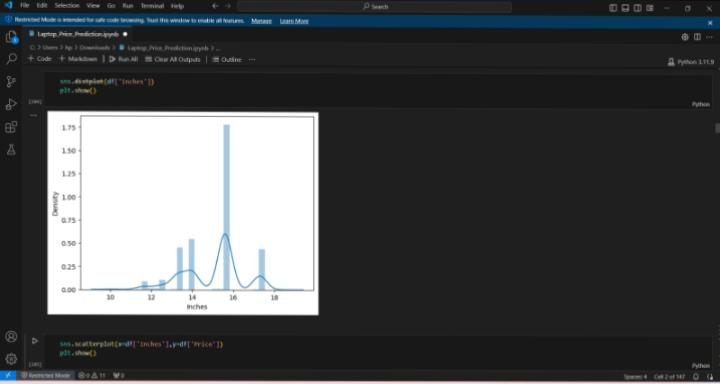 File Edit Selection View Go Run Terminal Help
Search
Restricted Mode is intended for safe code browsing. Trust this window to enable all features. Manage Learn More
Laptop_Price_Prediction.ipynb
C: > Users > hp > Downloads > Laptop_Price_Prediction.ipynb > ...
+ Code + Markdown Run All Clear All Outputs Outline ...
Python 3.11.9
sns.distplot(df['Inches'])
plt.show()
Python
1.75
1.50
1.25
1.00
0.75
0.50
0.25
0.00
Density
10 12 14 16 18
Inches
sns.scatterplot(x=df['Inches'],y=df['Price'])
plt.show()
Python
Restricted Mode 0 11 0
Spaces: 4 Cell 2 of 147